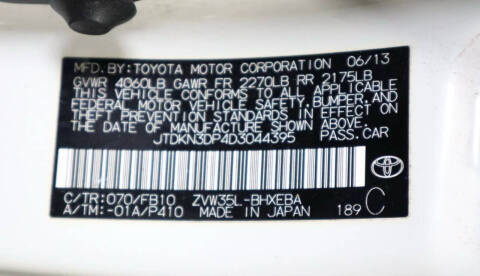 MFD. BY: TOYOTA MOTOR CORPORATION 06/13
GVWR 4060LB GAWR FR 2270LB RR 2175LB
THIS VEHICLE CONFORMS TO ALL APPLICABLE
FEDERAL MOTOR VEHICLE SAFETY, BUMPER, AND
THEFT PREVENTION STANDARDS IN EFFECT ON
THE DATE OF MANUFACTURE SHOWN ABOVE.
JTDKN3DP4D3044395 PASS. CAR
C/TR: 070/FB10 ZVW35L-BHXEBA
A/TM: -01A/P410 MADE IN JAPAN 189 C
TOYOTA